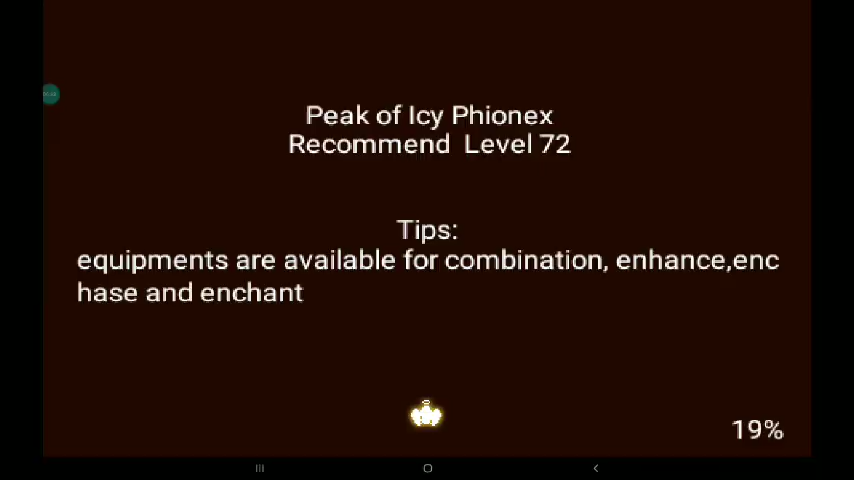 Peak of Icy Phionex
Recommend Level 72
Tips:
equipments are available for combination, enhance,enc
hase and enchant
19%